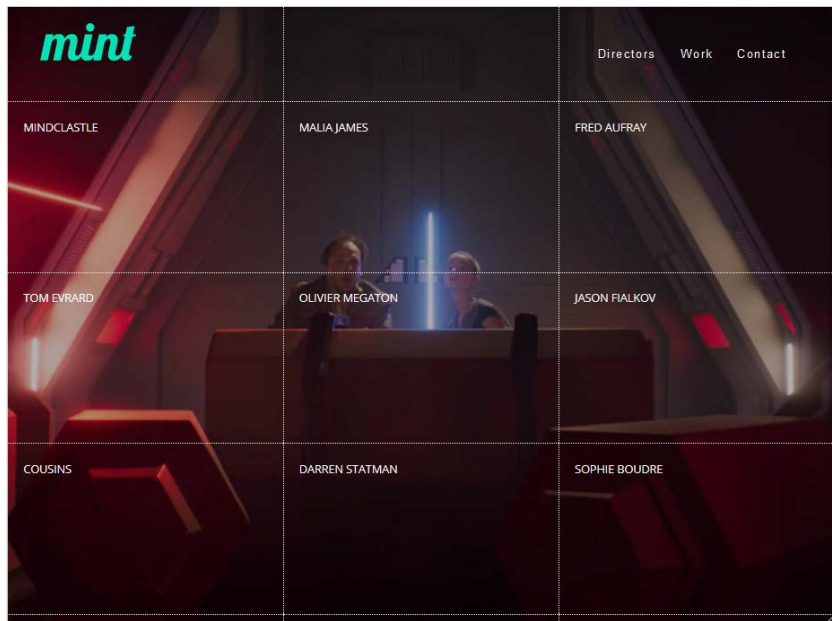 mint
Directors Work Contact
MINDCLASTLE MALIA JAMES FRED AUFRAY
TOM EVRARD OLIVIER MEGATON JASON FIALKOV
COUSINS DARREN STATMAN SOPHIE BOUDRE